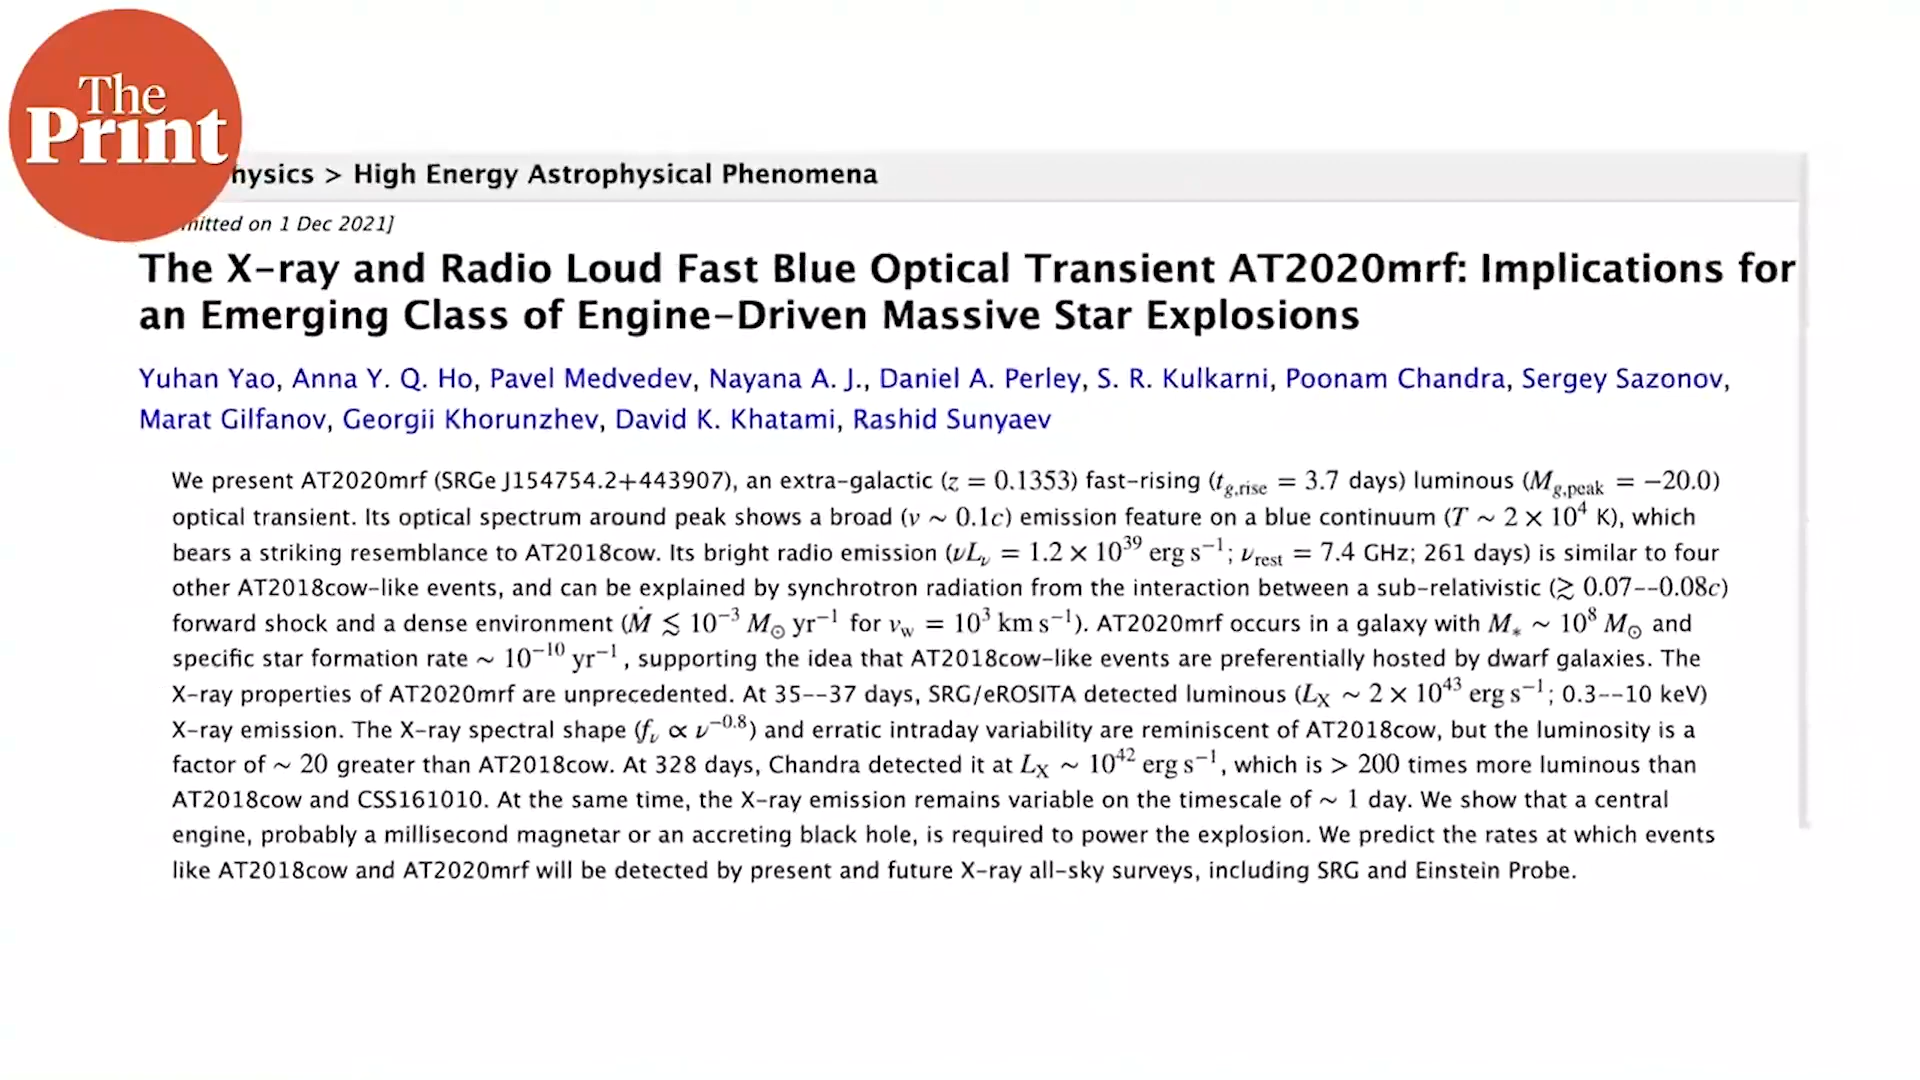 The
Print
hysics > High Energy Astrophysical Phenomena
mitted on 1 Dec 2021]
The X-ray and Radio Loud Fast Blue Optical Transient AT2020mrf: Implications for
an Emerging Class of Engine-Driven Massive Star Explosions
Yuhan Yao, Anna Y. Q. Ho, Pavel Medvedev, Nayana A. J., Daniel A. Perley, S. R. Kulkarni, Poonam Chandra, Sergey Sazonov,
Marat Gilfanov, Georgii Khorunzhev, David K. Khatami, Rashid Sunyaev
We present AT2020mrf (SRGe J154754.2+443907), an extra-galactic (z = 0.1353) fast-rising (t_{g,rise} = 3.7 days) luminous (M_{g,peak} = −20.0)
optical transient. Its optical spectrum around peak shows a broad (v ∼ 0.1c) emission feature on a blue continuum (T ∼ 2 × 10⁴ K), which
bears a striking resemblance to AT2018cow. Its bright radio emission (νL_ν = 1.2 × 10³⁹ erg s⁻¹; ν_{rest} = 7.4 GHz; 261 days) is similar to four
other AT2018cow-like events, and can be explained by synchrotron radiation from the interaction between a sub-relativistic (≳ 0.07--0.08c)
forward shock and a dense environment (Ṁ ≲ 10⁻³ M_⊙ yr⁻¹ for v_w = 10³ km s⁻¹). AT2020mrf occurs in a galaxy with M_* ∼ 10⁸ M_⊙ and
specific star formation rate ∼ 10⁻¹⁰ yr⁻¹, supporting the idea that AT2018cow-like events are preferentially hosted by dwarf galaxies. The
X-ray properties of AT2020mrf are unprecedented. At 35--37 days, SRG/eROSITA detected luminous (L_X ∼ 2 × 10⁴³ erg s⁻¹; 0.3--10 keV)
X-ray emission. The X-ray spectral shape (f_ν ∝ ν^{−0.8}) and erratic intraday variability are reminiscent of AT2018cow, but the luminosity is a
factor of ∼ 20 greater than AT2018cow. At 328 days, Chandra detected it at L_X ∼ 10⁴² erg s⁻¹, which is > 200 times more luminous than
AT2018cow and CSS161010. At the same time, the X-ray emission remains variable on the timescale of ∼ 1 day. We show that a central
engine, probably a millisecond magnetar or an accreting black hole, is required to power the explosion. We predict the rates at which events
like AT2018cow and AT2020mrf will be detected by present and future X-ray all-sky surveys, including SRG and Einstein Probe.